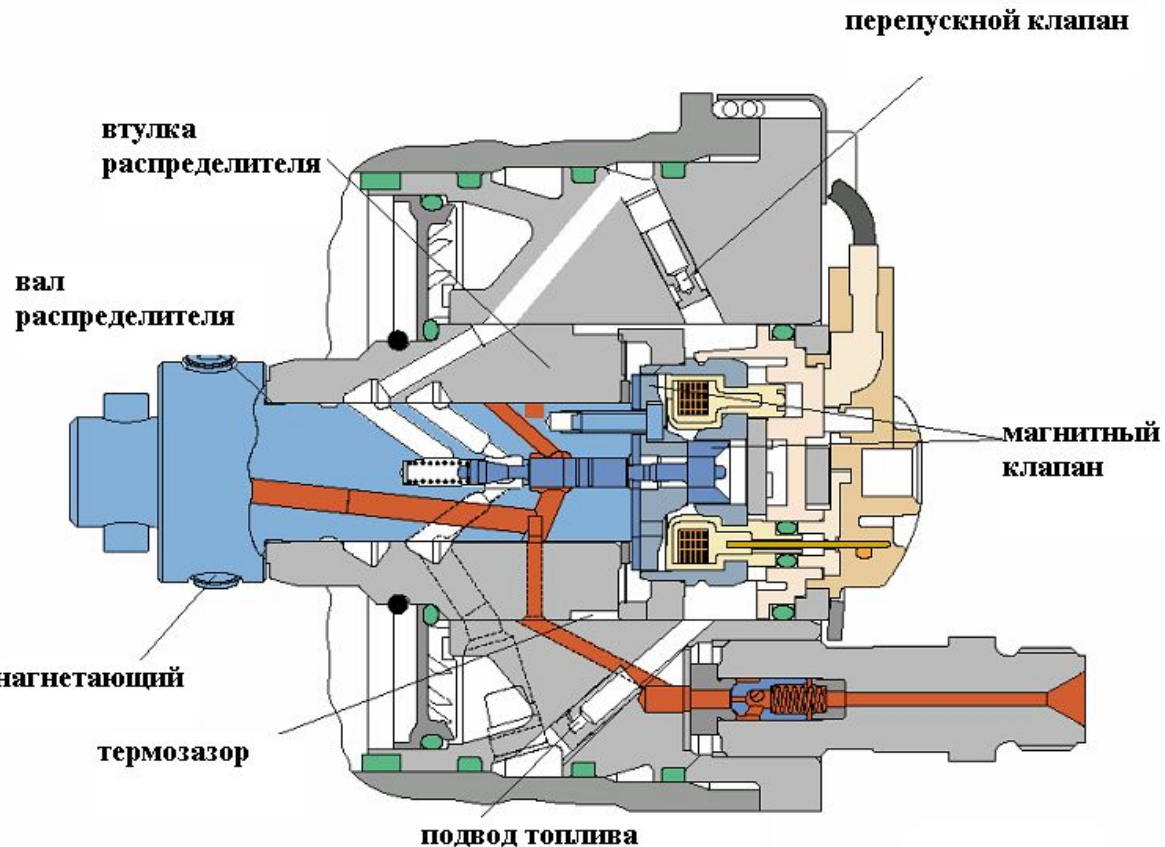 перепускной клапан
втулка
распределителя
вал
распределителя
магнитный
клапан
нагнетающий
термозазор
подвод топлива